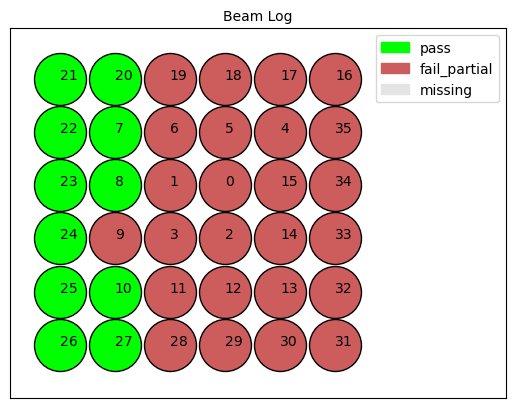 Beam Log
pass
fail_partial
missing
21 20 19 18 17 16
22 7 6 5 4 35
23 8 1 0 15 34
24 9 3 2 14 33
25 10 11 12 13 32
26 27 28 29 30 31